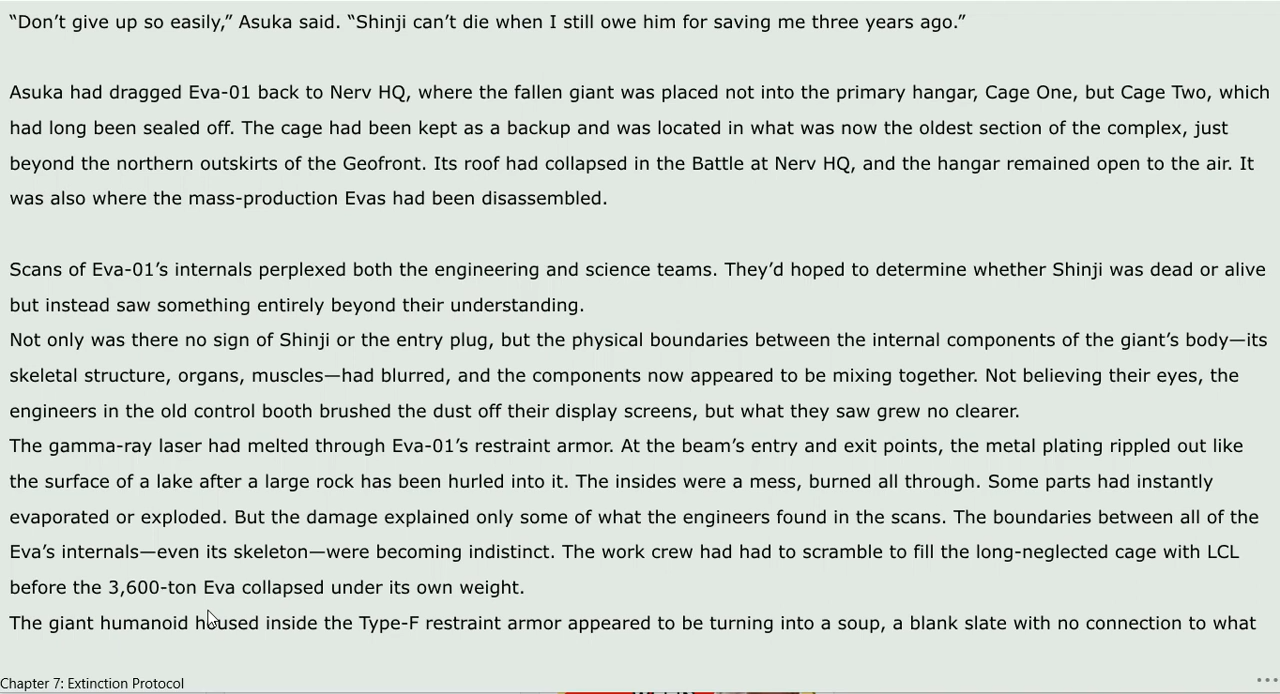 “Don’t give up so easily,” Asuka said. “Shinji can’t die when I still owe him for saving me three years ago.”
Asuka had dragged Eva-01 back to Nerv HQ, where the fallen giant was placed not into the primary hangar, Cage One, but Cage Two, which
had long been sealed off. The cage had been kept as a backup and was located in what was now the oldest section of the complex, just
beyond the northern outskirts of the Geofront. Its roof had collapsed in the Battle at Nerv HQ, and the hangar remained open to the air. It
was also where the mass-production Evas had been disassembled.
Scans of Eva-01’s internals perplexed both the engineering and science teams. They’d hoped to determine whether Shinji was dead or alive
but instead saw something entirely beyond their understanding.
Not only was there no sign of Shinji or the entry plug, but the physical boundaries between the internal components of the giant’s body—its
skeletal structure, organs, muscles—had blurred, and the components now appeared to be mixing together. Not believing their eyes, the
engineers in the old control booth brushed the dust off their display screens, but what they saw grew no clearer.
The gamma-ray laser had melted through Eva-01’s restraint armor. At the beam’s entry and exit points, the metal plating rippled out like
the surface of a lake after a large rock has been hurled into it. The insides were a mess, burned all through. Some parts had instantly
evaporated or exploded. But the damage explained only some of what the engineers found in the scans. The boundaries between all of the
Eva’s internals—even its skeleton—were becoming indistinct. The work crew had had to scramble to fill the long-neglected cage with LCL
before the 3,600-ton Eva collapsed under its own weight.
The giant humanoid housed inside the Type-F restraint armor appeared to be turning into a soup, a blank slate with no connection to what
Chapter 7: Extinction Protocol